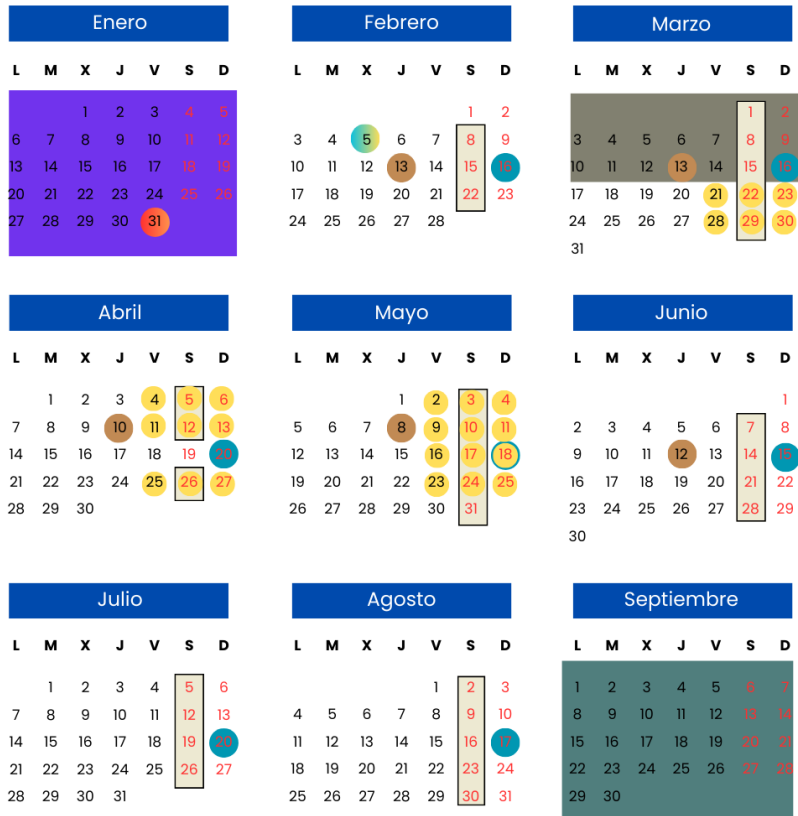 Enero
L M X J V S D
1 2 3 4 5
6 7 8 9 10 11 12
13 14 15 16 17 18 19
20 21 22 23 24 25 26
27 28 29 30 31
Febrero
L M X J V S D
1 2
3 4 5 6 7 8 9
10 11 12 13 14 15 16
17 18 19 20 21 22 23
24 25 26 27 28
Marzo
L M X J V S D
1 2
3 4 5 6 7 8 9
10 11 12 13 14 15 16
17 18 19 20 21 22 23
24 25 26 27 28 29 30
31
Abril
L M X J V S D
1 2 3 4 5 6
7 8 9 10 11 12 13
14 15 16 17 18 19 20
21 22 23 24 25 26 27
28 29 30
Mayo
L M X J V S D
1 2 3 4
5 6 7 8 9 10 11
12 13 14 15 16 17 18
19 20 21 22 23 24 25
26 27 28 29 30 31
Junio
L M X J V S D
1
2 3 4 5 6 7 8
9 10 11 12 13 14 15
16 17 18 19 20 21 22
23 24 25 26 27 28 29
30
Julio
L M X J V S D
1 2 3 4 5 6
7 8 9 10 11 12 13
14 15 16 17 18 19 20
21 22 23 24 25 26 27
28 29 30 31
Agosto
L M X J V S D
1 2 3
4 5 6 7 8 9 10
11 12 13 14 15 16 17
18 19 20 21 22 23 24
25 26 27 28 29 30 31
Septiembre
L M X J V S D
1 2 3 4 5 6 7
8 9 10 11 12 13 14
15 16 17 18 19 20 21
22 23 24 25 26 27 28
29 30